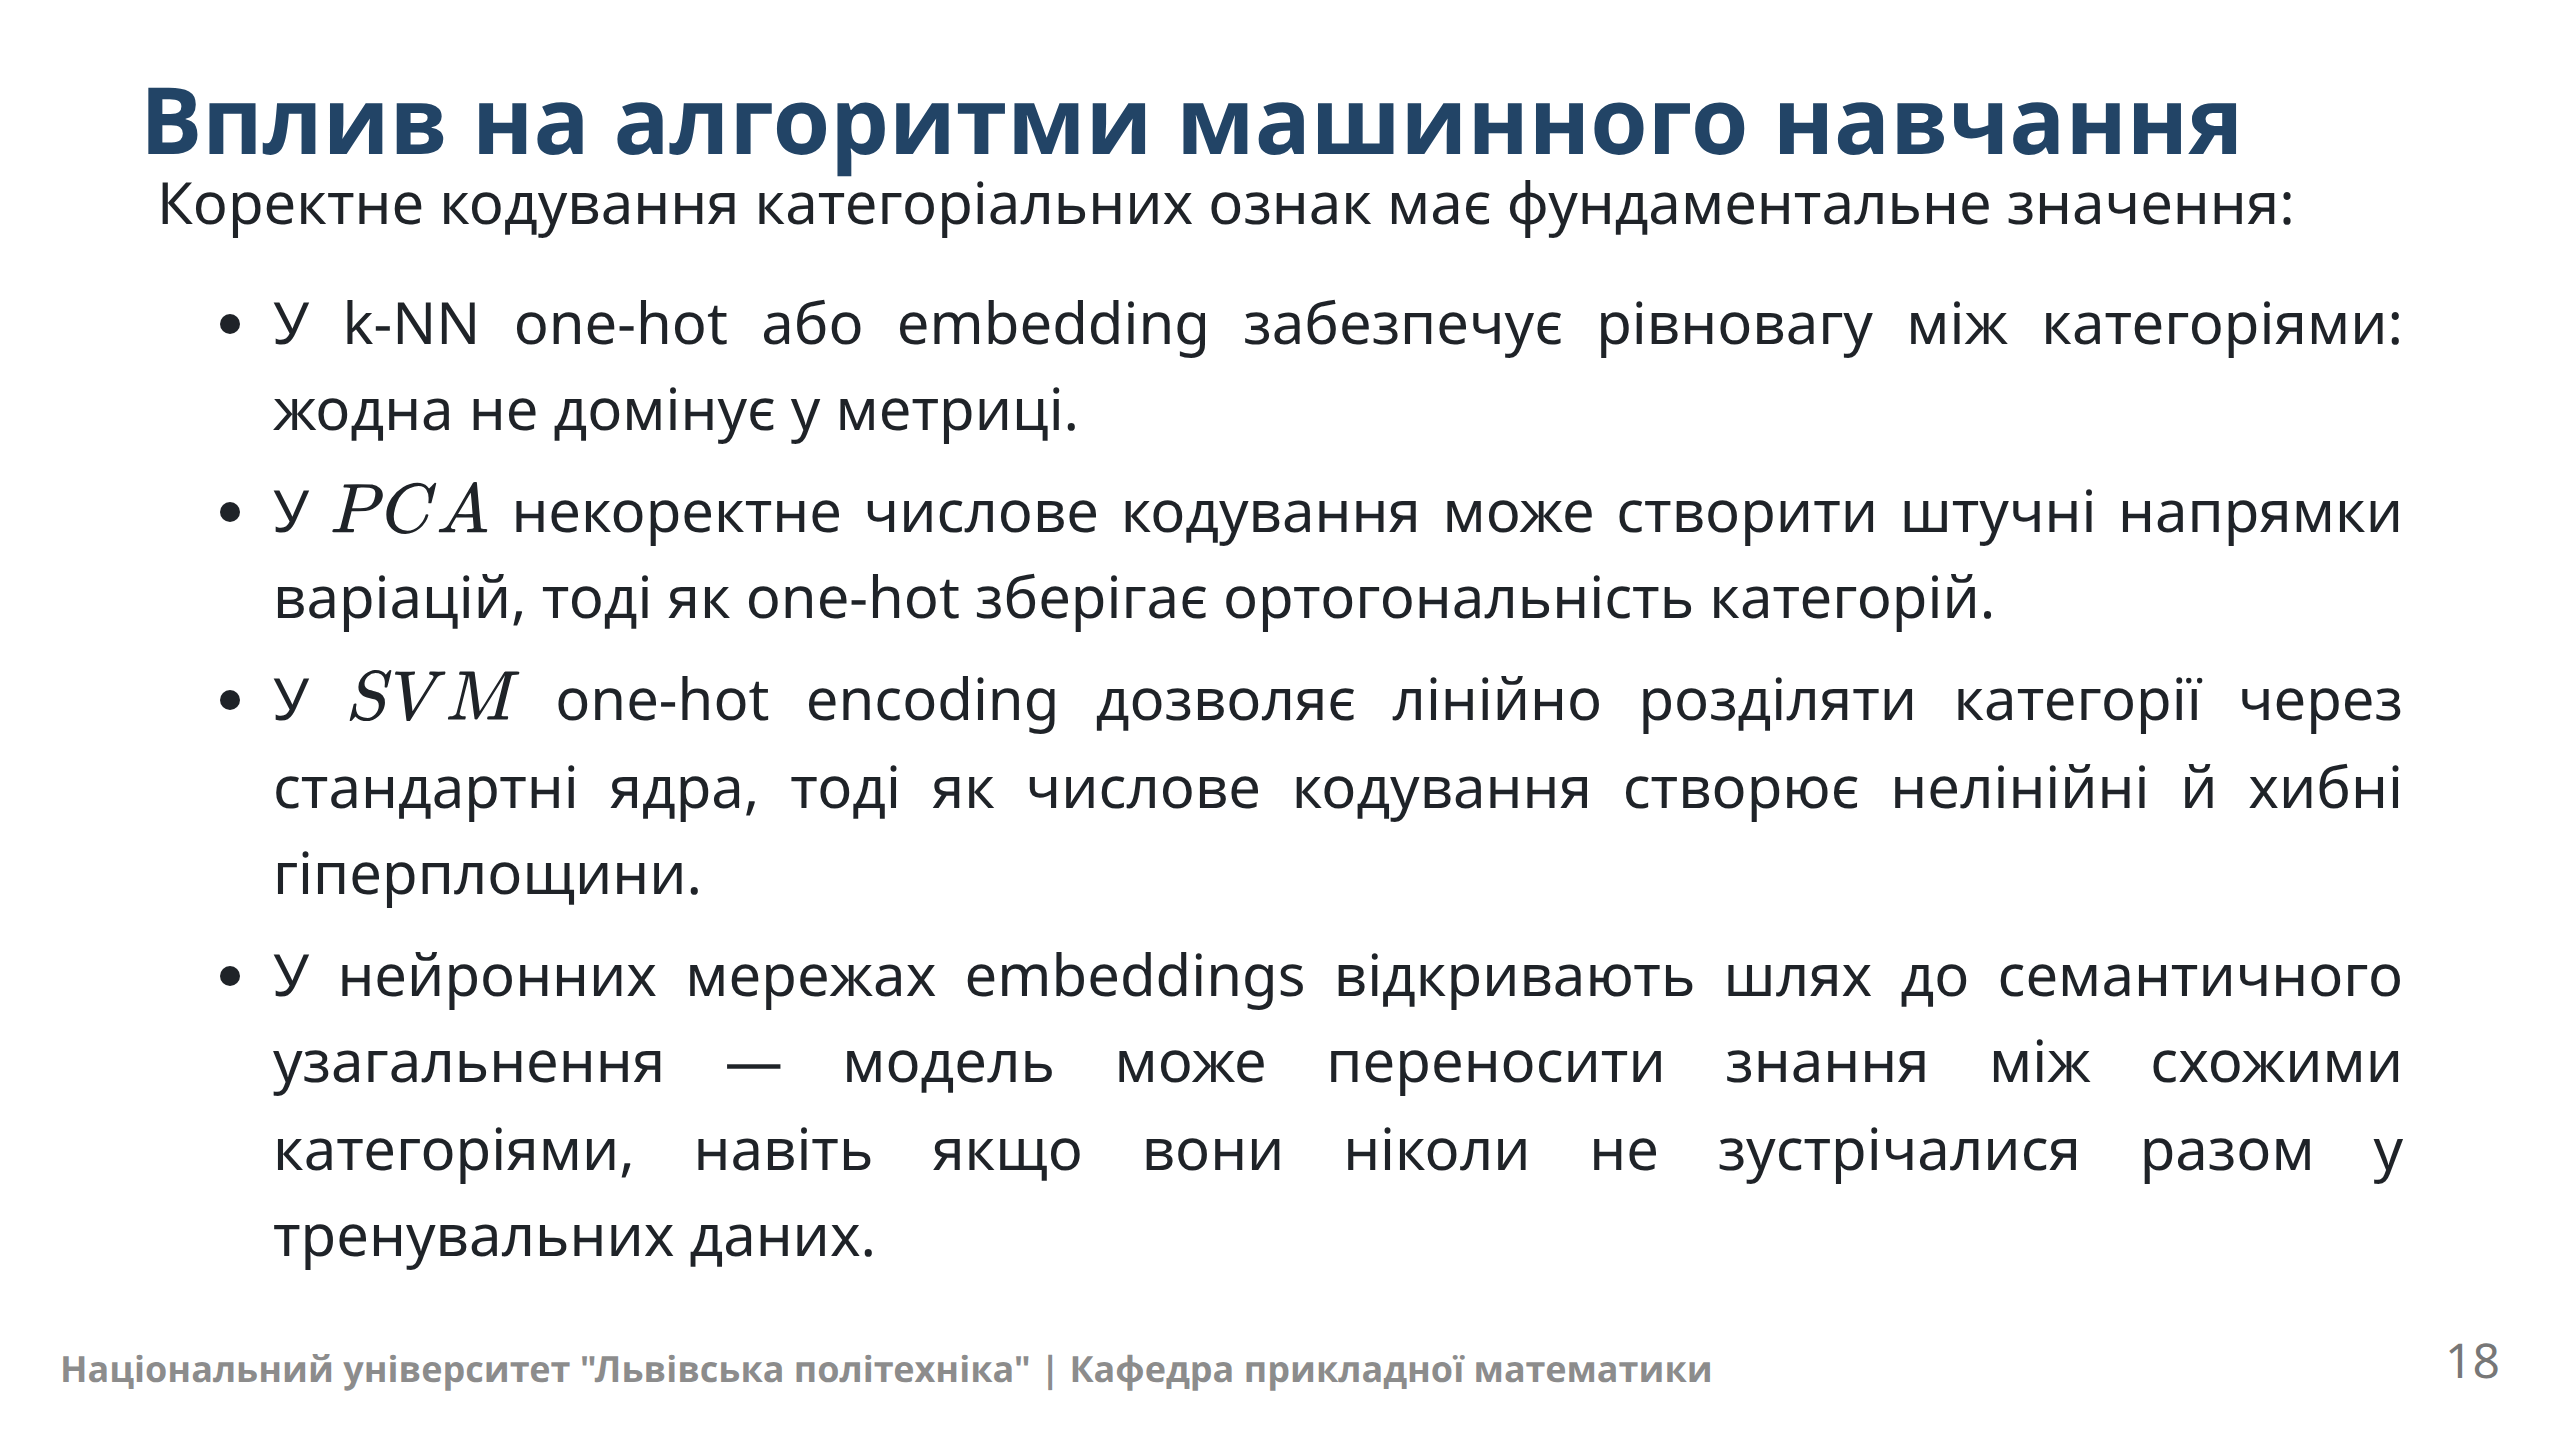 Вплив на алгоритми машинного навчання
Коректне кодування категоріальних ознак має фундаментальне значення:
• У k-NN one-hot або embedding забезпечує рівновагу між категоріями:
жодна не домінує у метриці.
• У PCA некоректне числове кодування може створити штучні напрямки
варіацій, тоді як one-hot зберігає ортогональність категорій.
• У SVM one-hot encoding дозволяє лінійно розділяти категорії через
стандартні ядра, тоді як числове кодування створює нелінійні й хибні
гіперплощини.
• У нейронних мережах embeddings відкривають шлях до семантичного
узагальнення — модель може переносити знання між схожими
категоріями, навіть якщо вони ніколи не зустрічалися разом у
тренувальних даних.
Національний університет "Львівська політехніка" | Кафедра прикладної математики
18